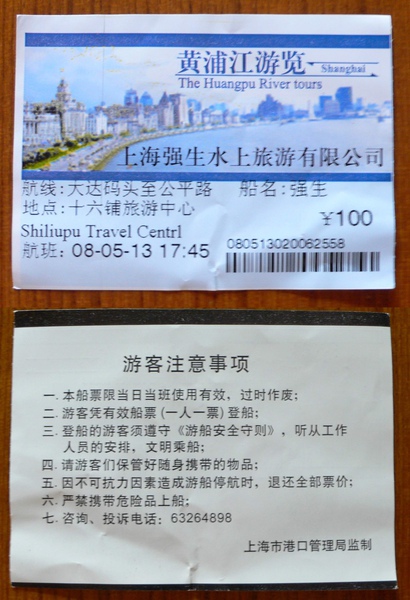 黄浦江游览 Shanghai
The Huangpu River tours
上海强生水上旅游有限公司
航线:大达码头至公平路 船名:强生
地点:十六铺旅游中心
¥100
Shiliupu Travel Centrl
航班: 08-05-13 17:45
080513020062558
游客注意事项
一. 本船票限当日当班使用有效，过时作废；
二. 游客凭有效船票（一人一票）登船；
三. 登船的游客须遵守《游船安全守则》，听从工作
人员的安排，文明乘船；
四. 请游客们保管好随身携带的物品；
五. 因不可抗力因素造成游船停航时，退还全部票价；
六. 严禁携带危险品上船；
七. 咨询、投诉电话：63264898
上海市港口管理局监制